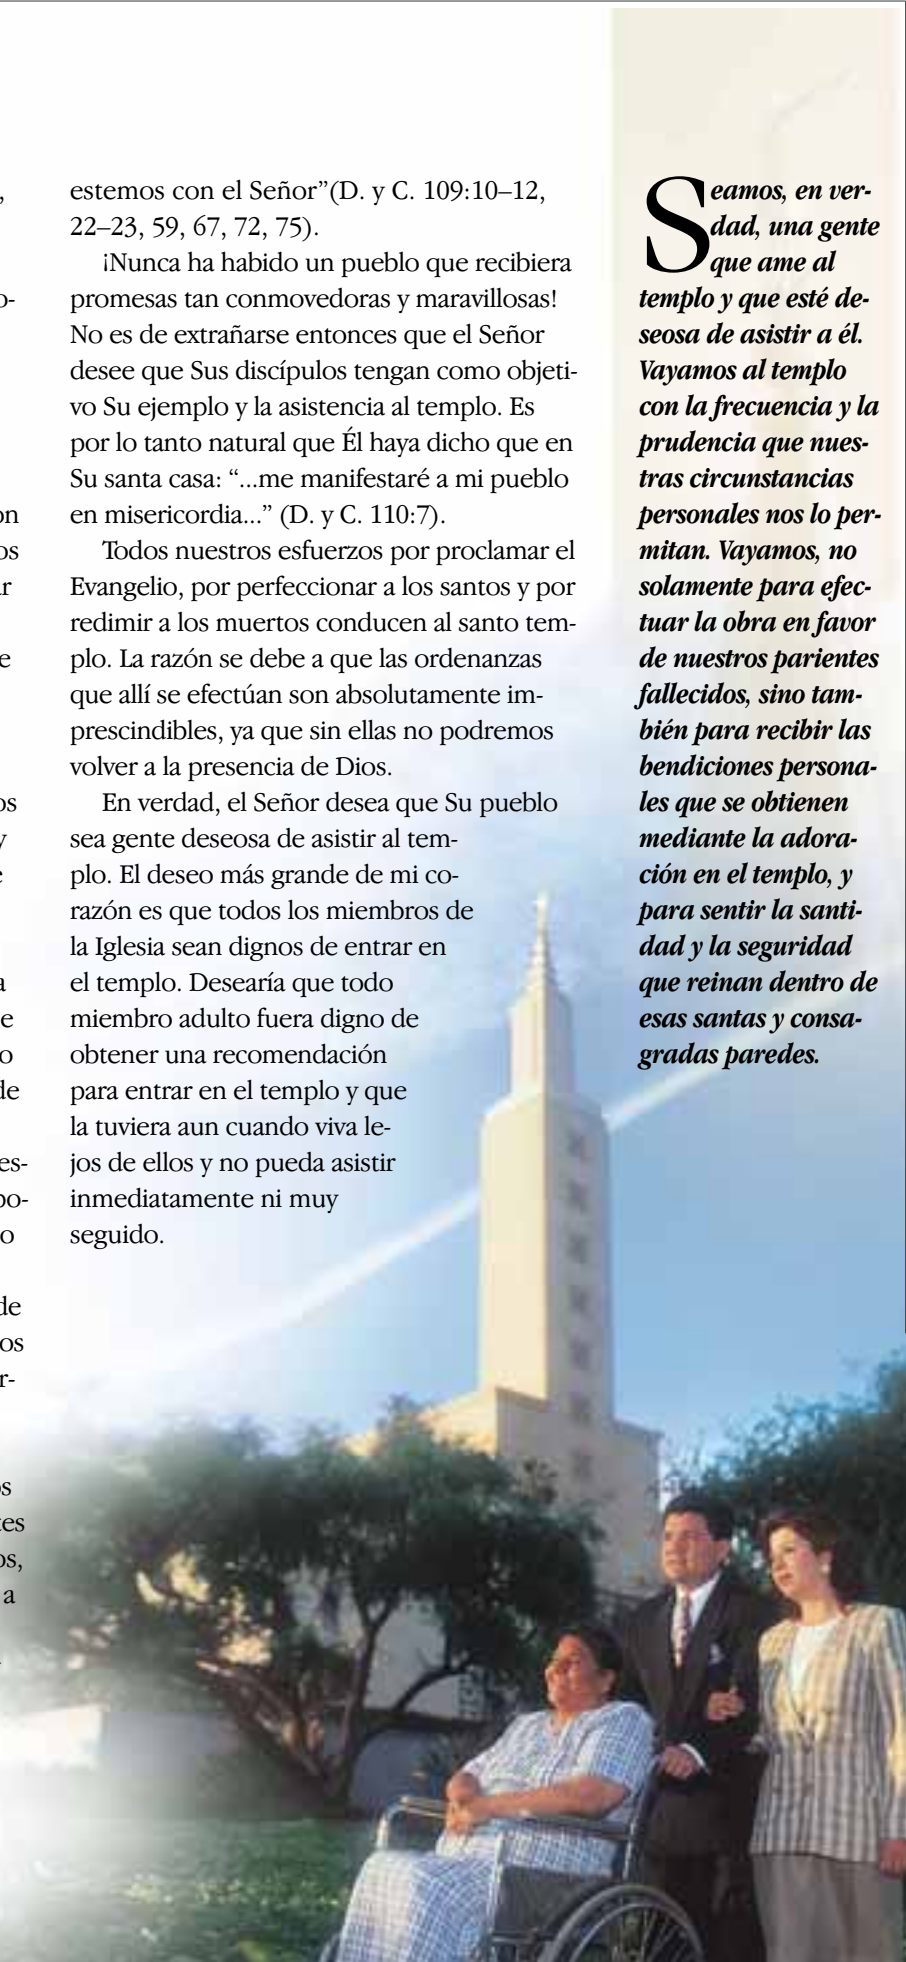 estemos con el Señor”(D. y C. 109:10–12,
22–23, 59, 67, 72, 75).
¡Nunca ha habido un pueblo que recibiera
promesas tan conmovedoras y maravillosas!
No es de extrañarse entonces que el Señor
desee que Sus discípulos tengan como objeti-
vo Su ejemplo y la asistencia al templo. Es
por lo tanto natural que Él haya dicho que en
Su santa casa: “...me manifestaré a mi pueblo
en misericordia...” (D. y C. 110:7).
Todos nuestros esfuerzos por proclamar el
Evangelio, por perfeccionar a los santos y por
redimir a los muertos conducen al santo tem-
plo. La razón se debe a que las ordenanzas
que allí se efectúan son absolutamente im-
prescindibles, ya que sin ellas no podremos
volver a la presencia de Dios.
En verdad, el Señor desea que Su pueblo
sea gente deseosa de asistir al tem-
plo. El deseo más grande de mi co-
razón es que todos los miembros de
la Iglesia sean dignos de entrar en
el templo. Desearía que todo
miembro adulto fuera digno de
obtener una recomendación
para entrar en el templo y que
la tuviera aun cuando viva le-
jos de ellos y no pueda asistir
inmediatamente ni muy
seguido.
Seamos, en ver-
dad, una gente
que ame al
templo y que esté de-
seosa de asistir a él.
Vayamos al templo
con la frecuencia y la
prudencia que nues-
tras circunstancias
personales nos lo per-
mitan. Vayamos, no
solamente para efec-
tuar la obra en favor
de nuestros parientes
fallecidos, sino tam-
bién para recibir las
bendiciones persona-
les que se obtienen
mediante la adora-
ción en el templo, y
para sentir la santi-
dad y la seguridad
que reinan dentro de
esas santas y consa-
gradas paredes.